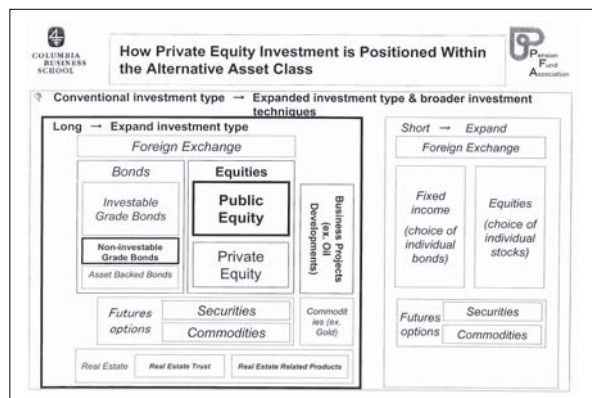 COLUMBIA
BUSINESS
SCHOOL
How Private Equity Investment is Positioned Within
the Alternative Asset Class
Pension
Fund
Association
Conventional investment type → Expanded investment type & broader investment
techniques
Long → Expand investment type
Foreign Exchange
Bonds
Investable
Grade Bonds
Non-investable
Grade Bonds
Asset Backed Bonds
Equities
Public
Equity
Private
Equity
Business Projects
(ex. Oil
Developments)
Futures
options
Securities
Commodities
Commodit
ies (ex.
Gold)
Real Estate
Real Estate Trust
Real Estate Related Products
Short → Expand
Foreign Exchange
Fixed
income
(choice of
individual
bonds)
Equities
(choice of
individual
stocks)
Futures
options
Securities
Commodities